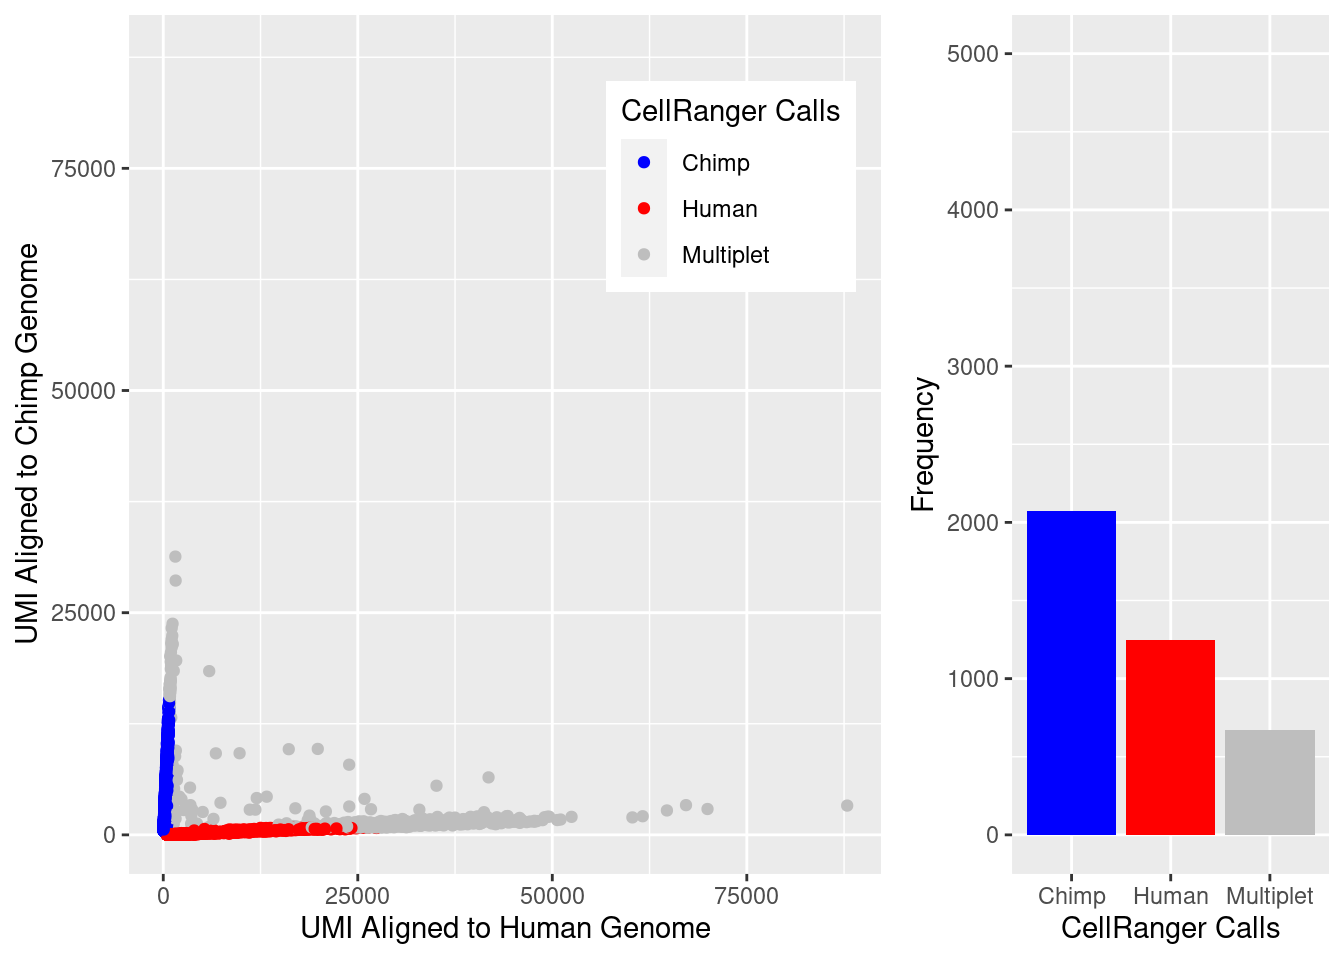 UMI Aligned to Chimp Genome
75000
50000
25000
0
0
25000
50000
75000
UMI Aligned to Human Genome
CellRanger Calls
Chimp
Human
Multiplet
Frequency
5000
4000
3000
2000
1000
0
Chimp
Human
Multiplet
CellRanger Calls